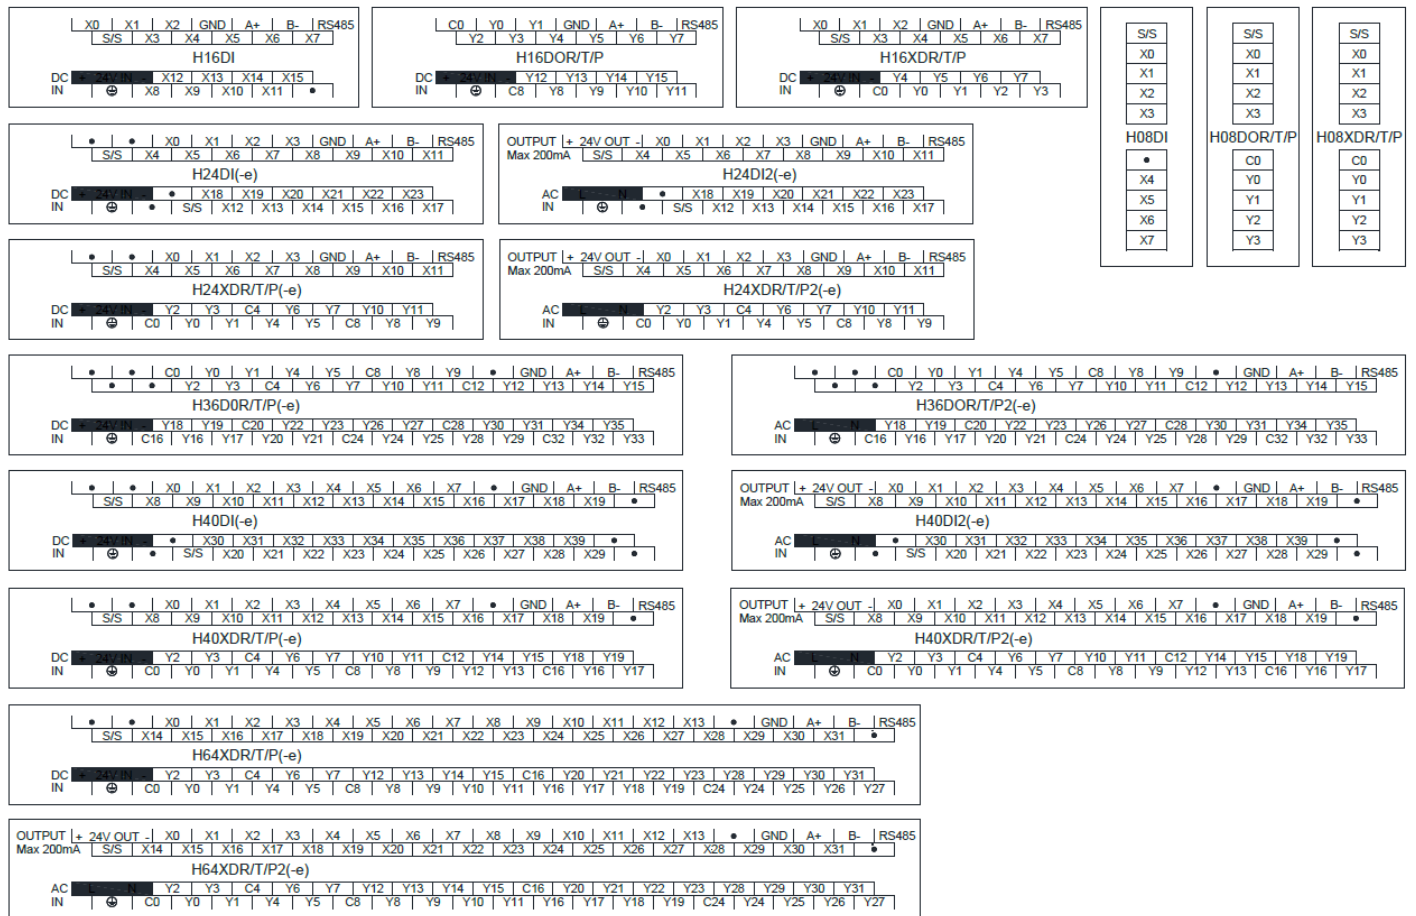 X0 X1 X2 GND A+ B- RS485
S/S X3 X4 X5 X6 X7
H16DI
DC + 24V IN - X12 X13 X14 X15
IN X8 X9 X10 X11 •
C0 Y0 Y1 GND A+ B- RS485
Y2 Y3 Y4 Y5 Y6 Y7
H16DOR/T/P
DC + 24V IN - Y12 Y13 Y14 Y15
IN C8 Y8 Y9 Y10 Y11
X0 X1 X2 GND A+ B- RS485
S/S X3 X4 X5 X6 X7
H16XDR/T/P
DC + 24V IN - Y4 Y5 Y6 Y7
IN C0 Y0 Y1 Y2 Y3
S/S
X0
X1
X2
X3
H08DI
•
X4
X5
X6
X7
S/S
X0
X1
X2
X3
H08DOR/T/P
C0
Y0
Y1
Y2
Y3
S/S
X0
X1
X2
X3
H08XDR/T/P
C0
Y0
Y1
Y2
Y3
• • X0 X1 X2 X3 GND A+ B- RS485
S/S X4 X5 X6 X7 X8 X9 X10 X11
H24DI(-e)
DC + 24V IN - • X18 X19 X20 X21 X22 X23
IN • S/S X12 X13 X14 X15 X16 X17
OUTPUT + 24V OUT - X0 X1 X2 X3 GND A+ B- RS485
Max 200mA S/S X4 X5 X6 X7 X8 X9 X10 X11
H24DI2(-e)
AC L N • X18 X19 X20 X21 X22 X23
IN • S/S X12 X13 X14 X15 X16 X17
• • X0 X1 X2 X3 GND A+ B- RS485
S/S X4 X5 X6 X7 X8 X9 X10 X11
H24XDR/T/P(-e)
DC + 24V IN - Y2 Y3 C4 Y6 Y7 Y10 Y11
IN C0 Y0 Y1 Y4 Y5 C8 Y8 Y9
OUTPUT + 24V OUT - X0 X1 X2 X3 GND A+ B- RS485
Max 200mA S/S X4 X5 X6 X7 X8 X9 X10 X11
H24XDR/T/P2(-e)
AC L N Y2 Y3 C4 Y6 Y7 Y10 Y11
IN C0 Y0 Y1 Y4 Y5 C8 Y8 Y9
• • C0 Y0 Y1 Y4 Y5 C8 Y8 Y9 • GND A+ B- RS485
• • Y2 Y3 C4 Y6 Y7 Y10 Y11 C12 Y12 Y13 Y14 Y15
H36D0R/T/P(-e)
DC + 24V IN - Y18 Y19 C20 Y22 Y23 Y26 Y27 C28 Y30 Y31 Y34 Y35
IN C16 Y16 Y17 Y20 Y21 C24 Y24 Y25 Y28 Y29 C32 Y32 Y33
• • C0 Y0 Y1 Y4 Y5 C8 Y8 Y9 • GND A+ B- RS485
• • Y2 Y3 C4 Y6 Y7 Y10 Y11 C12 Y12 Y13 Y14 Y15
H36DOR/T/P2(-e)
AC L N Y18 Y19 C20 Y22 Y23 Y26 Y27 C28 Y30 Y31 Y34 Y35
IN C16 Y16 Y17 Y20 Y21 C24 Y24 Y25 Y28 Y29 C32 Y32 Y33
• • X0 X1 X2 X3 X4 X5 X6 X7 • GND A+ B- RS485
S/S X8 X9 X10 X11 X12 X13 X14 X15 X16 X17 X18 X19 •
H40DI(-e)
DC + 24V IN - • X30 X31 X32 X33 X34 X35 X36 X37 X38 X39 •
IN • S/S X20 X21 X22 X23 X24 X25 X26 X27 X28 X29 •
OUTPUT + 24V OUT - X0 X1 X2 X3 X4 X5 X6 X7 • GND A+ B- RS485
Max 200mA S/S X8 X9 X10 X11 X12 X13 X14 X15 X16 X17 X18 X19 •
H40DI2(-e)
AC L N • X30 X31 X32 X33 X34 X35 X36 X37 X38 X39 •
IN • S/S X20 X21 X22 X23 X24 X25 X26 X27 X28 X29 •
• • X0 X1 X2 X3 X4 X5 X6 X7 • GND A+ B- RS485
S/S X8 X9 X10 X11 X12 X13 X14 X15 X16 X17 X18 X19 •
H40XDR/T/P(-e)
DC + 24V IN - Y2 Y3 C4 Y6 Y7 Y10 Y11 C12 Y14 Y15 Y18 Y19
IN C0 Y0 Y1 Y4 Y5 C8 Y8 Y9 Y12 Y13 C16 Y16 Y17
OUTPUT + 24V OUT - X0 X1 X2 X3 X4 X5 X6 X7 • GND A+ B- RS485
Max 200mA S/S X8 X9 X10 X11 X12 X13 X14 X15 X16 X17 X18 X19 •
H40XDR/T/P2(-e)
AC L N Y2 Y3 C4 Y6 Y7 Y10 Y11 C12 Y14 Y15 Y18 Y19
IN C0 Y0 Y1 Y4 Y5 C8 Y8 Y9 Y12 Y13 C16 Y16 Y17
• • X0 X1 X2 X3 X4 X5 X6 X7 X8 X9 X10 X11 X12 X13 • GND A+ B- RS485
S/S X14 X15 X16 X17 X18 X19 X20 X21 X22 X23 X24 X25 X26 X27 X28 X29 X30 X31 •
H64XDR/T/P(-e)
DC + 24V IN - Y2 Y3 C4 Y6 Y7 Y12 Y13 Y14 Y15 C16 Y20 Y21 Y22 Y23 Y28 Y29 Y30 Y31
IN C0 Y0 Y1 Y4 Y5 C8 Y8 Y9 Y10 Y11 Y16 Y17 Y18 Y19 C24 Y24 Y25 Y26 Y27
OUTPUT + 24V OUT - X0 X1 X2 X3 X4 X5 X6 X7 X8 X9 X10 X11 X12 X13 • GND A+ B- RS485
Max 200mA S/S X14 X15 X16 X17 X18 X19 X20 X21 X22 X23 X24 X25 X26 X27 X28 X29 X30 X31 •
H64XDR/T/P2(-e)
AC L N Y2 Y3 C4 Y6 Y7 Y12 Y13 Y14 Y15 C16 Y20 Y21 Y22 Y23 Y28 Y29 Y30 Y31
IN C0 Y0 Y1 Y4 Y5 C8 Y8 Y9 Y10 Y11 Y16 Y17 Y18 Y19 C24 Y24 Y25 Y26 Y27